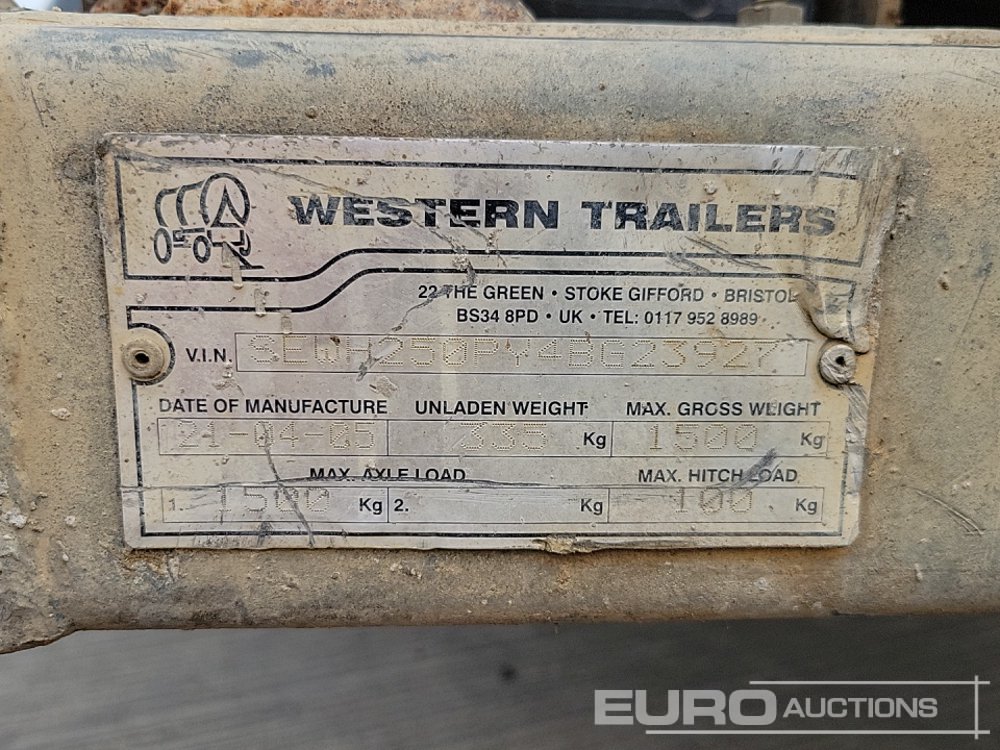 WESTERN TRAILERS
22 THE GREEN · STOKE GIFFORD · BRISTOL
BS34 8PD · UK · TEL: 0117 952 8989
V.I.N. SEWH250PY4BG23927
DATE OF MANUFACTURE UNLADEN WEIGHT MAX. GROSS WEIGHT
21-04-05 335 Kg 1500 Kg
MAX. AXLE LOAD MAX. HITCH LOAD
1. 1500 Kg 2. Kg 100 Kg
EURO AUCTIONS